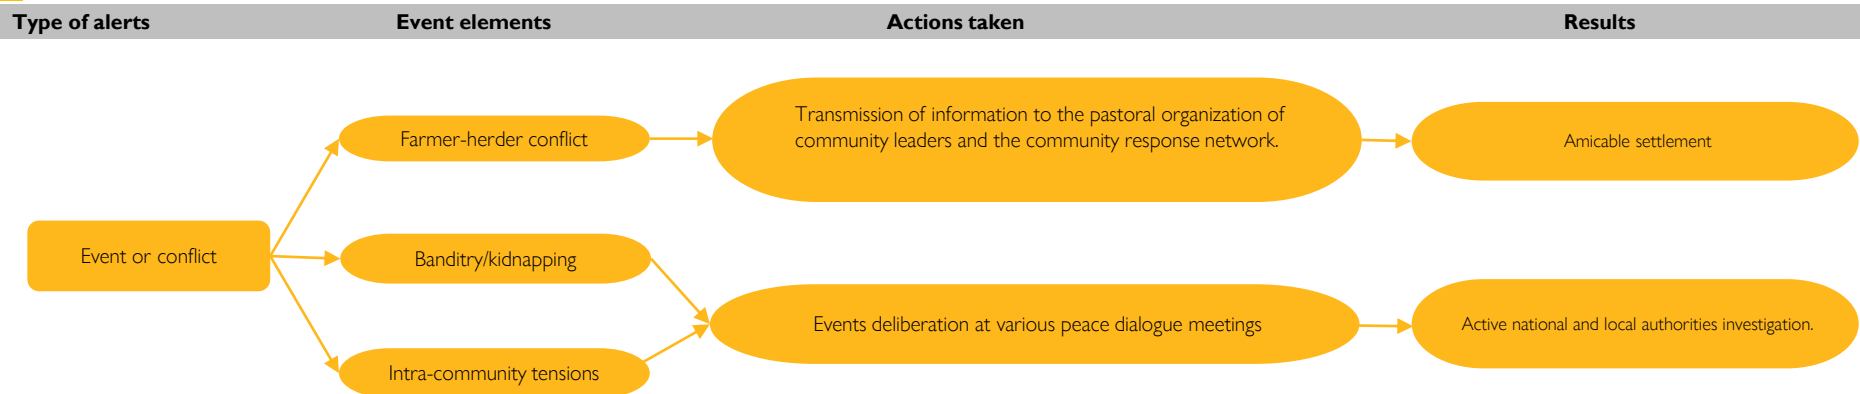 Type of alerts
Event elements
Actions taken
Results
Event or conflict
Farmer-herder conflict
Transmission of information to the pastoral organization of
community leaders and the community response network.
Amicable settlement
Banditry/kidnapping
Intra-community tensions
Events deliberation at various peace dialogue meetings
Active national and local authorities investigation.